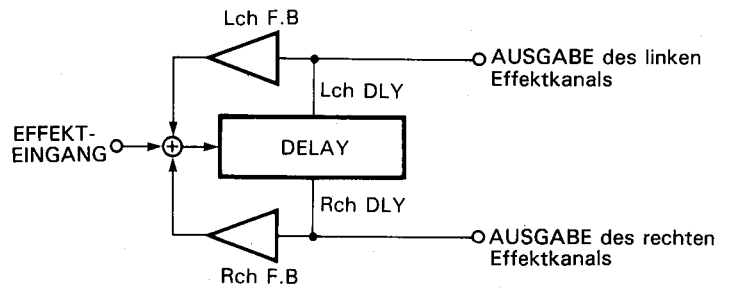 Lch F.B
AUSGABE des linken
Effektkanals
Lch DLY
EFFEKT-
EINGANG
DELAY
Rch DLY
AUSGABE des rechten
Effektkanals
Rch F.B